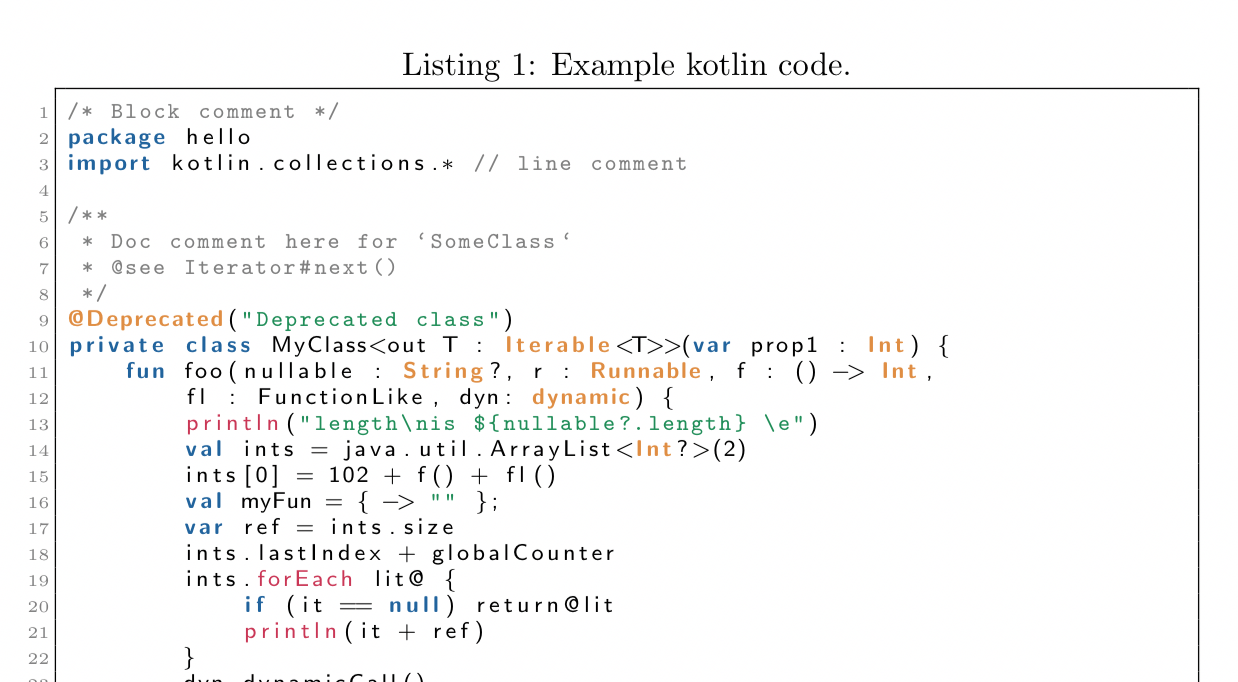 Listing 1: Example kotlin code.
1 /* Block comment */
2 package hello
3 import kotlin.collections.* // line comment
4
5 /**
6  * Doc comment here for ‘SomeClass‘
7  * @see Iterator#next()
8  */
9 @Deprecated("Deprecated class")
10 private class MyClass<out T : Iterable<T>>(var prop1 : Int) {
11     fun foo(nullable : String?, r : Runnable, f : () -> Int,
12         fl : FunctionLike, dyn: dynamic) {
13         println("length\nis ${nullable?.length} \e")
14         val ints = java.util.ArrayList<Int?>(2)
15         ints[0] = 102 + f() + fl()
16         val myFun = { -> "" };
17         var ref = ints.size
18         ints.lastIndex + globalCounter
19         ints.forEach lit@ {
20             if (it == null) return@lit
21             println(it + ref)
22         }
23         dyn.dynamicCall()